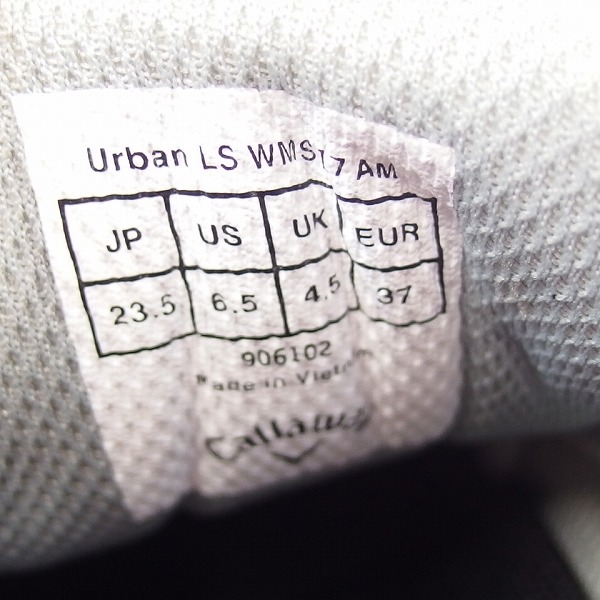 Urban LS WMS 17 AM
JP US UK EUR
23.5 6.5 4.5 37
906102
Made in Vietnam
Callaway